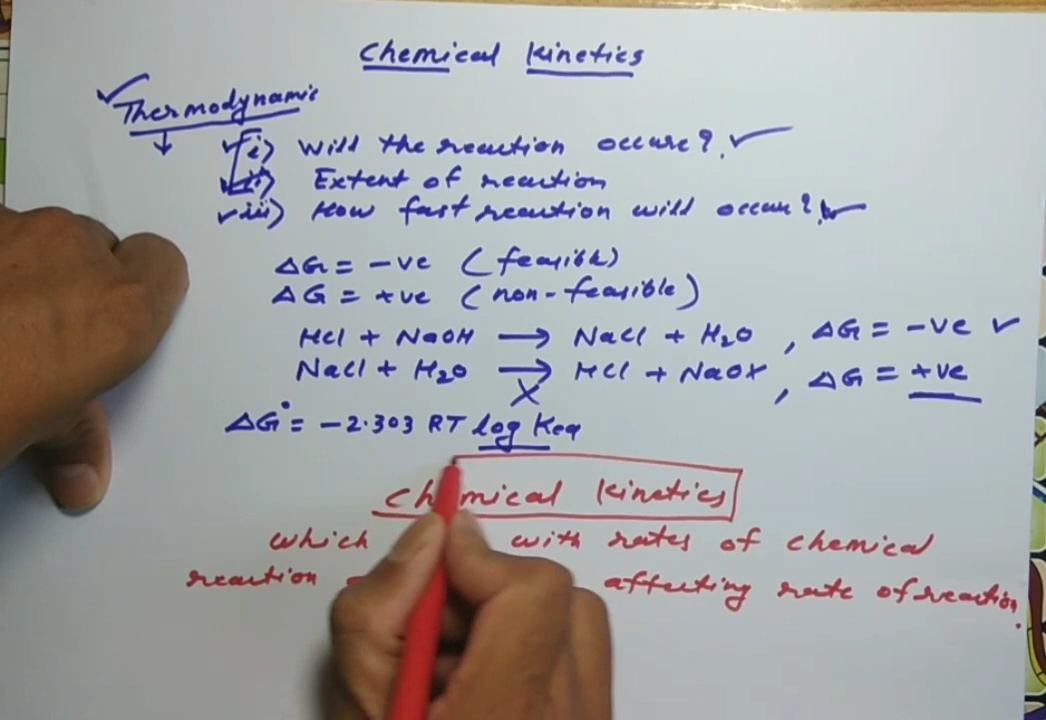 Chemical Kinetics
Thermodynamic
i) Will the reaction occure?
ii) Extent of reaction
iii) How fast reaction will occur?
ΔG = -ve (feasible)
ΔG = +ve (non-feasible)
HCl + NaOH → NaCl + H₂O , ΔG = -ve
NaCl + H₂O → HCl + NaOH , ΔG = +ve
ΔG° = -2.303 RT log Keq
Chemical Kinetics
which with rates of chemical
reaction affecting rate of reaction.